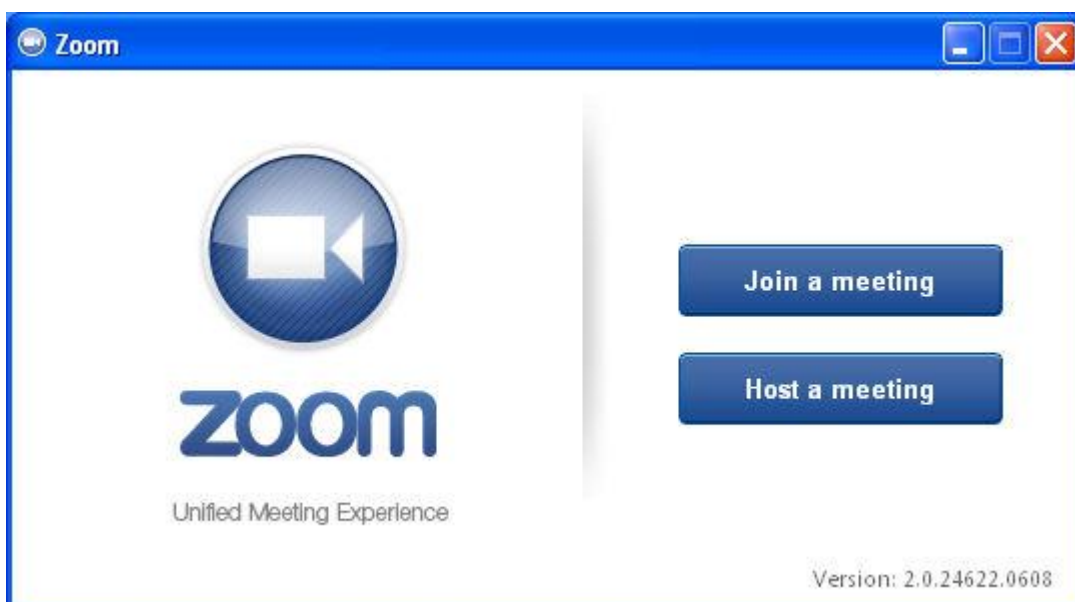 Zoom
Join a meeting
Host a meeting
zoom
Unified Meeting Experience
Version: 2.0.24622.0608